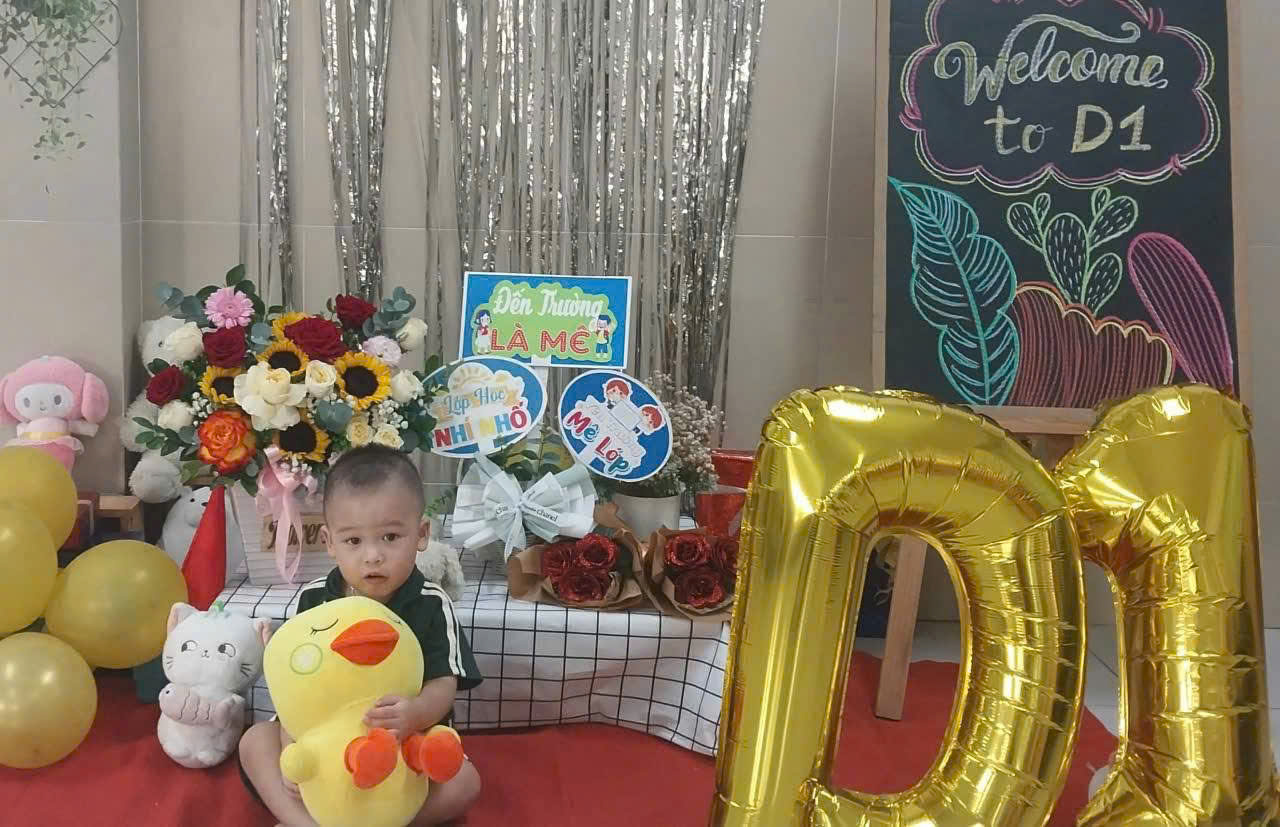 Welcome
to D1
Đến Trường
LÀ MÊ
Lớp Học
NHÍ NHỐ
Mê Lớp
D1